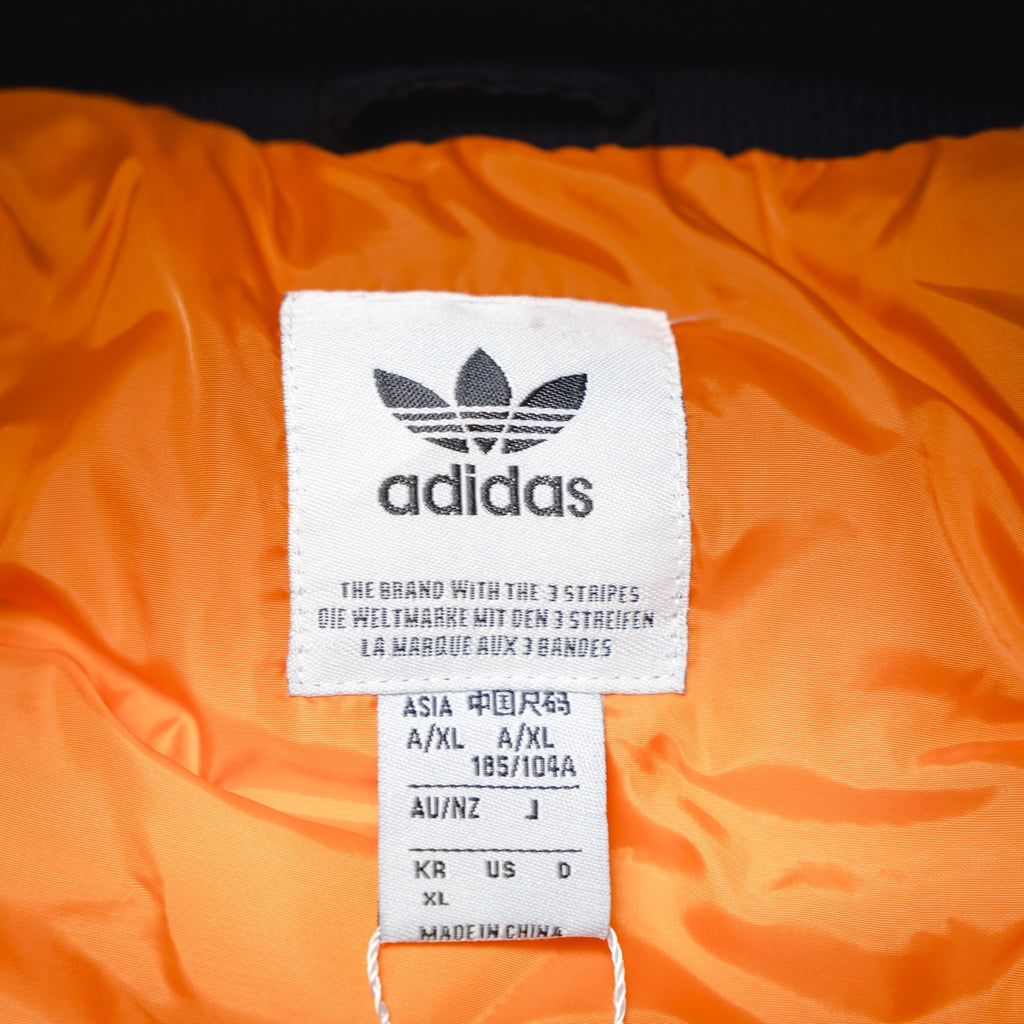 adidas
THE BRAND WITH THE 3 STRIPES
DIE WELTMARKE MIT DEN 3 STREIFEN
LA MARQUE AUX 3 BANDES
ASIA 中国尺码
A/XL A/XL
185/104A
AU/NZ J
KR US D
XL
MADE IN CHINA